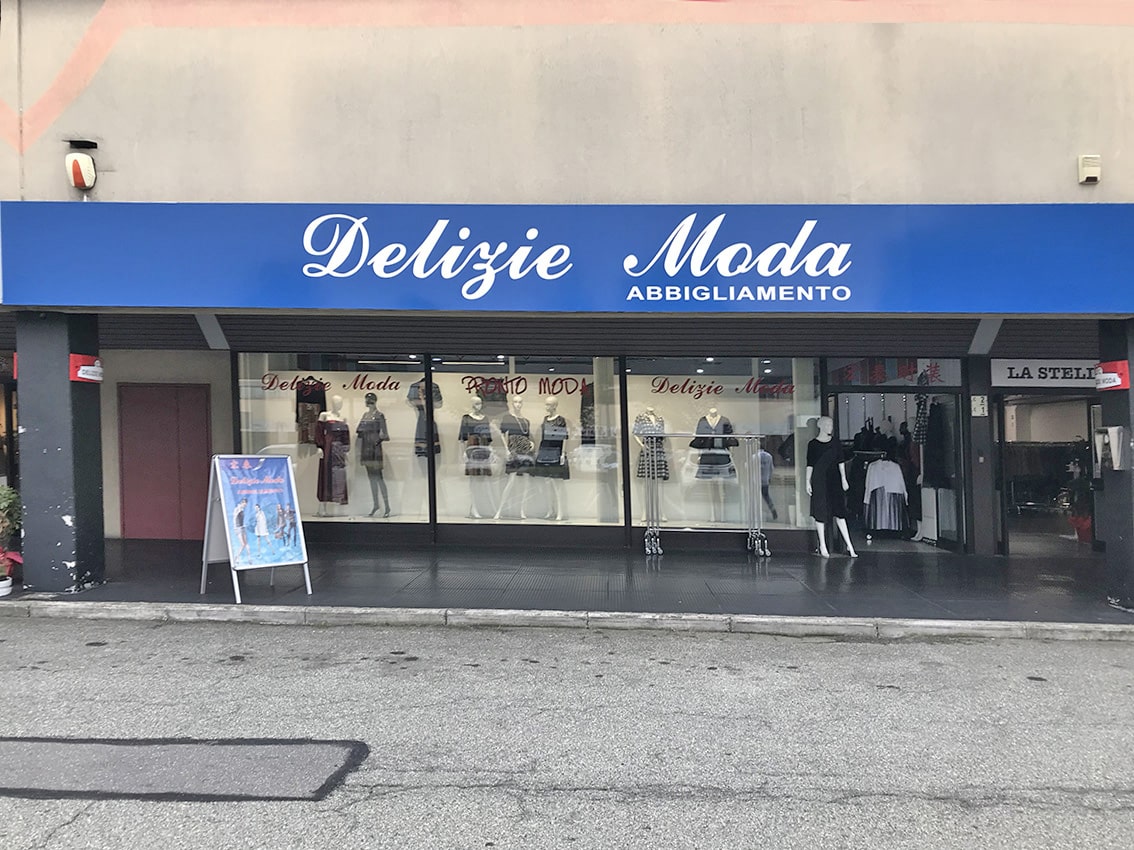 Delizie Moda
ABBIGLIAMENTO
Delizie Moda
PRONTO MODA
Delizie Moda
LA STELL
Delizie Moda